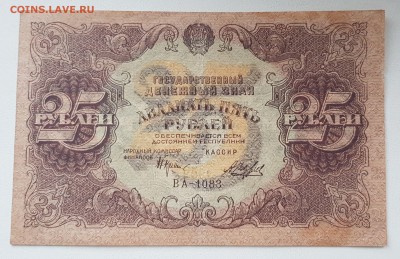 COINS.LAVE.RU
ГОСУДАРСТВЕННЫЙ
ДЕНЕЖНЫЙ ЗНАК
ДВАДЦАТЬ ПЯТЬ
РУБЛЕЙ
ОБЕСПЕЧИВАЕТСЯ ВСЕМ
ДОСТОЯНИЕМ РЕСПУБЛИКИ
25 РУБЛЕЙ
25 РУБЛЕЙ
НАРОДНЫЙ КОМИССАР
ФИНАНСОВ
КАССИР
ВА-1083